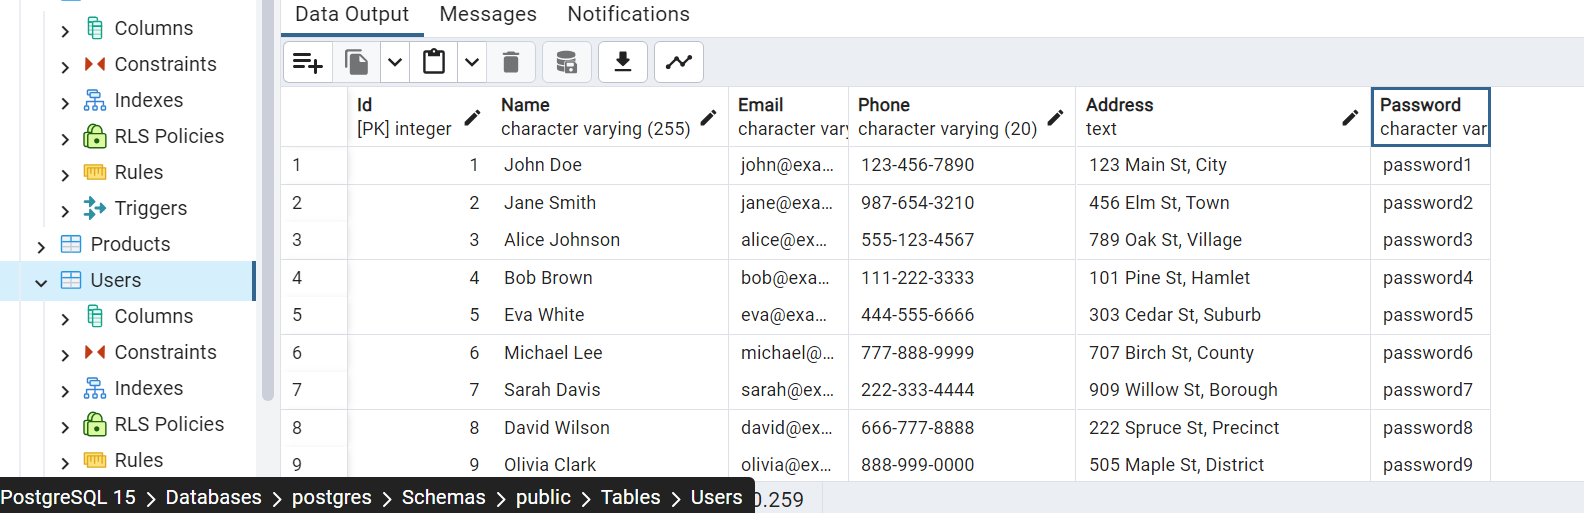 Columns
Constraints
Indexes
RLS Policies
Rules
Triggers
Products
Users
Columns
Constraints
Indexes
RLS Policies
Rules
Data Output Messages Notifications
Id Name Email Phone Address Password
[PK] integer character varying (255) character vary character varying (20) text character var
1 1 John Doe john@exa... 123-456-7890 123 Main St, City password1
2 2 Jane Smith jane@exa... 987-654-3210 456 Elm St, Town password2
3 3 Alice Johnson alice@ex... 555-123-4567 789 Oak St, Village password3
4 4 Bob Brown bob@exa... 111-222-3333 101 Pine St, Hamlet password4
5 5 Eva White eva@exa... 444-555-6666 303 Cedar St, Suburb password5
6 6 Michael Lee michael@... 777-888-9999 707 Birch St, County password6
7 7 Sarah Davis sarah@ex... 222-333-4444 909 Willow St, Borough password7
8 8 David Wilson david@ex... 666-777-8888 222 Spruce St, Precinct password8
9 9 Olivia Clark olivia@ex... 888-999-0000 505 Maple St, District password9
PostgreSQL 15 > Databases > postgres > Schemas > public > Tables > Users 0.259